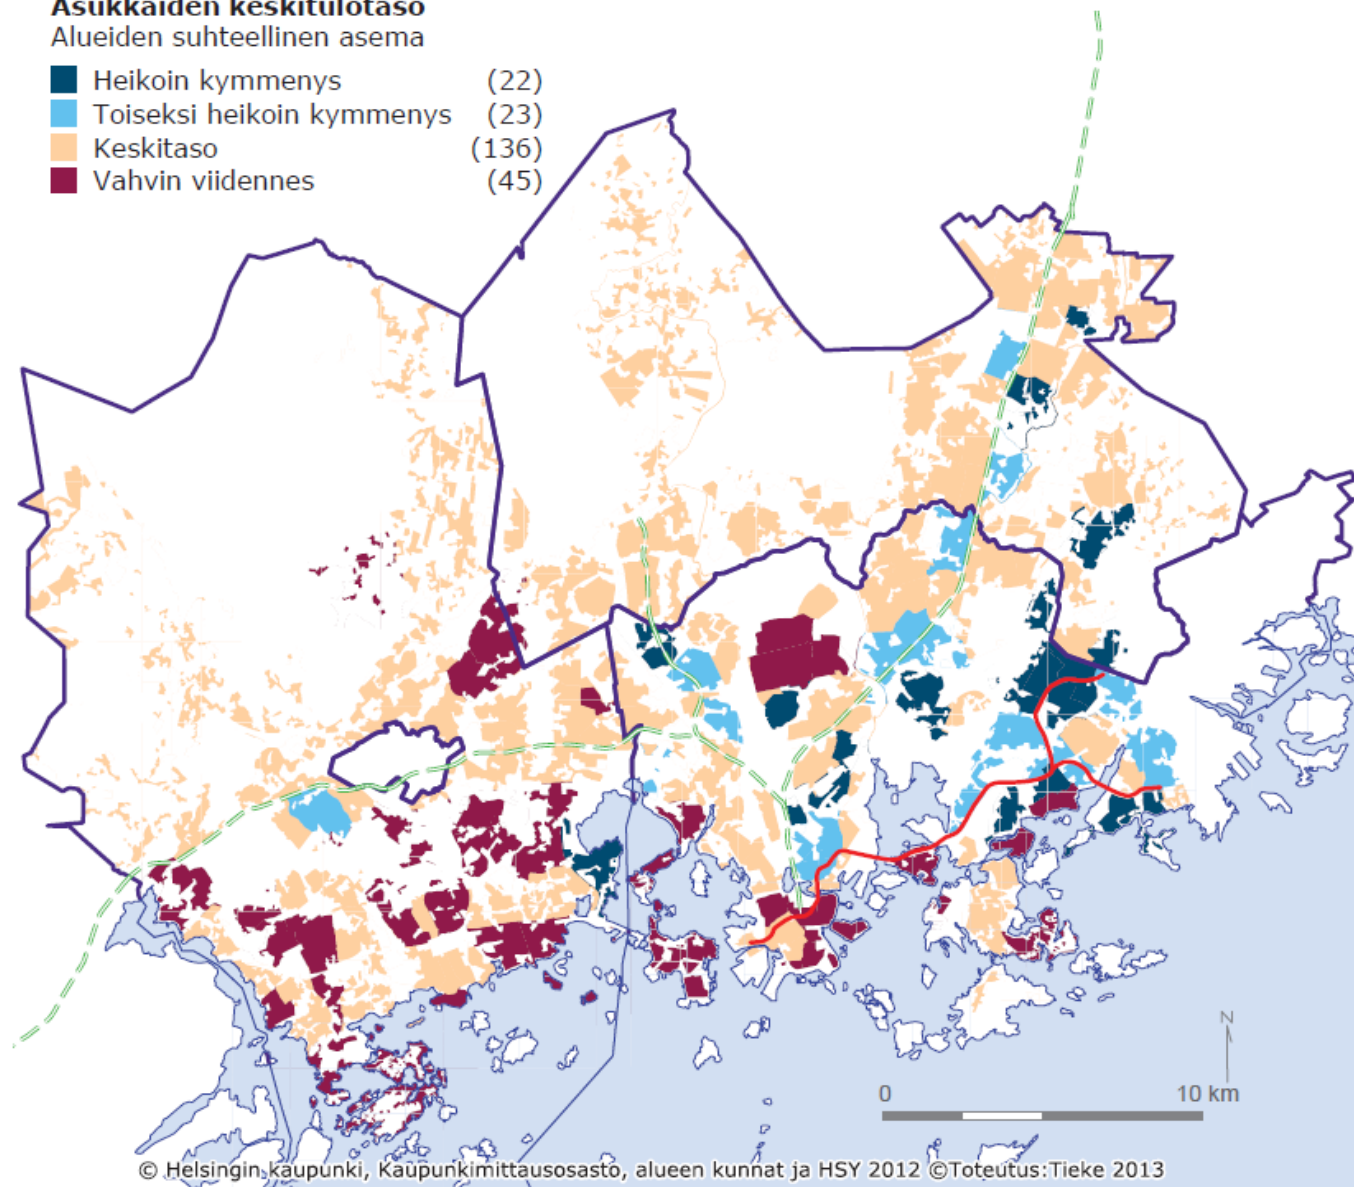 Asukkaiden keskitulotaso
Alueiden suhteellinen asema
Heikoin kymmenys (22)
Toiseksi heikoin kymmenys (23)
Keskitaso (136)
Vahvin viidennes (45)
N
0 10 km
© Helsingin kaupunki, Kaupunkimittausosasto, alueen kunnat ja HSY 2012 ©Toteutus:Tieke 2013